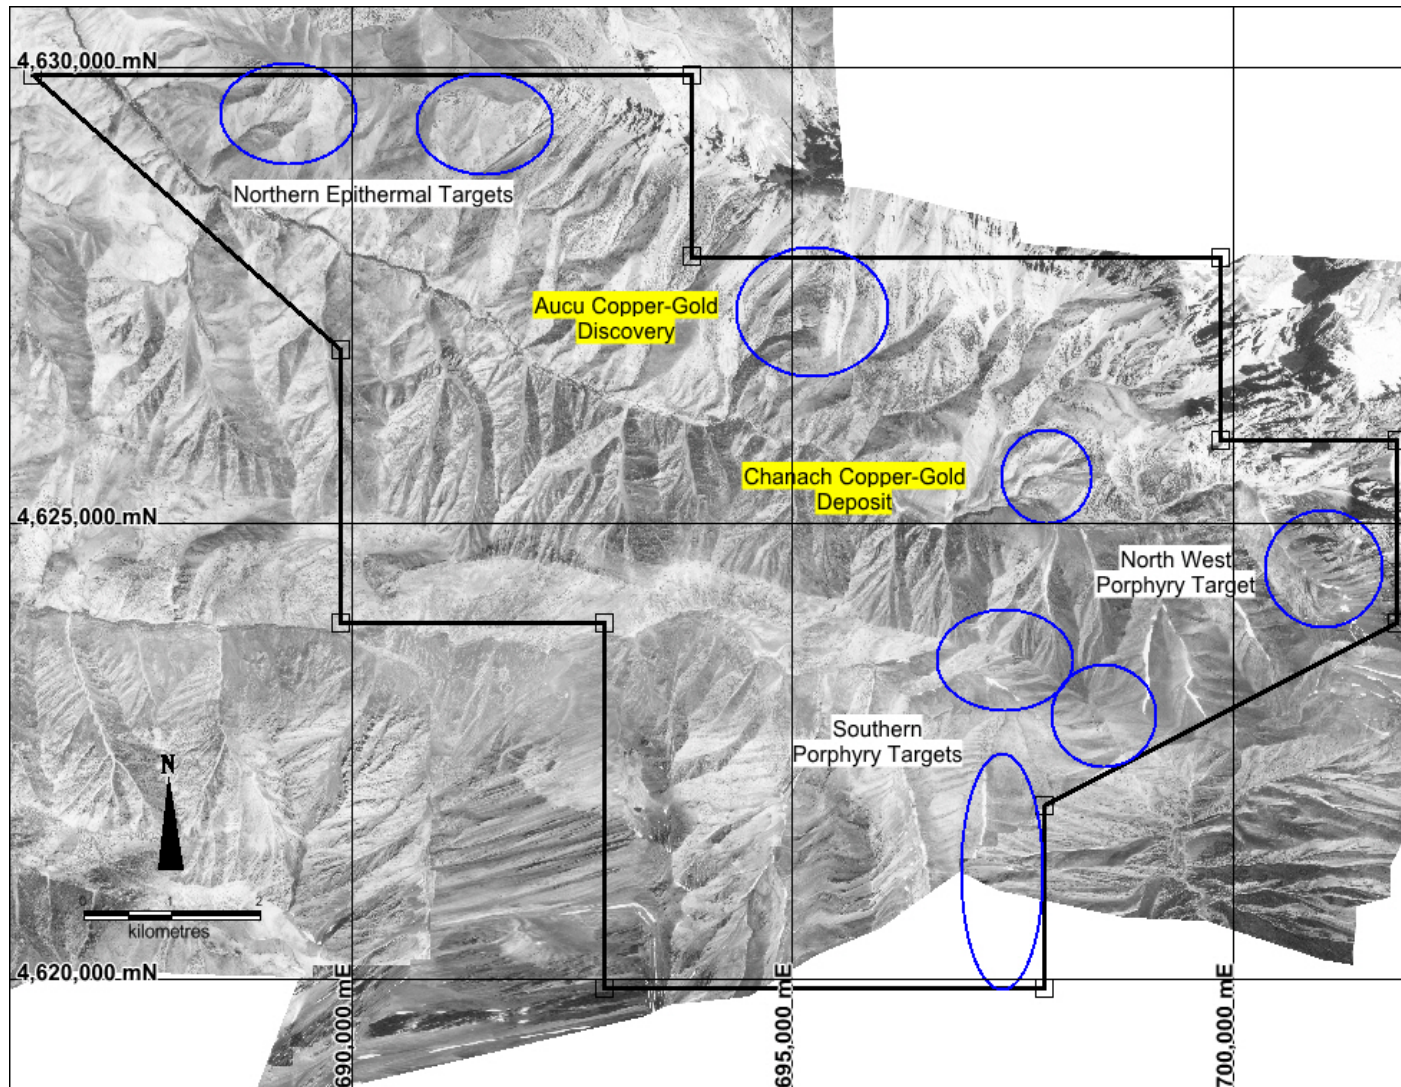 4,630,000 mN
Northern Epithermal Targets
Aucu Copper-Gold
Discovery
Chanach Copper-Gold
Deposit
4,625,000 mN
North West
Porphyry Target
Southern
Porphyry Targets
N
0 1 2
kilometres
4,620,000 mN
690,000 mE
695,000 mE
700,000 mE